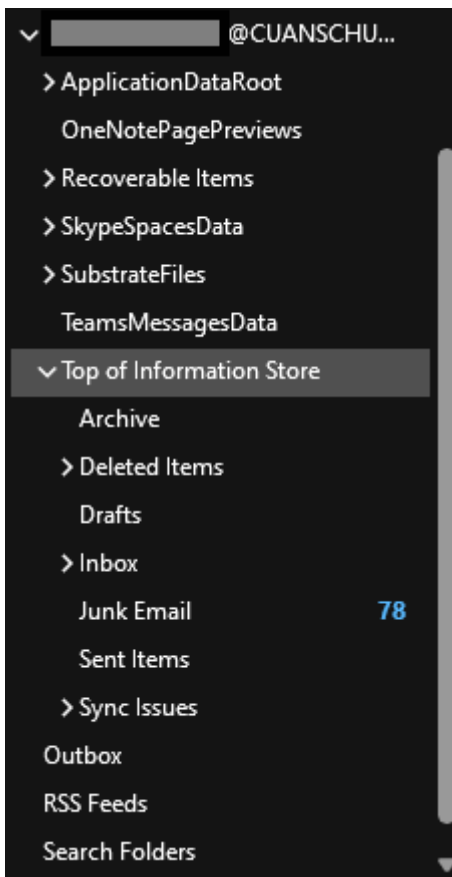 @CUANSCHU...
ApplicationDataRoot
OneNotePagePreviews
Recoverable Items
SkypeSpacesData
SubstrateFiles
TeamsMessagesData
Top of Information Store
Archive
Deleted Items
Drafts
Inbox
Junk Email 78
Sent Items
Sync Issues
Outbox
RSS Feeds
Search Folders